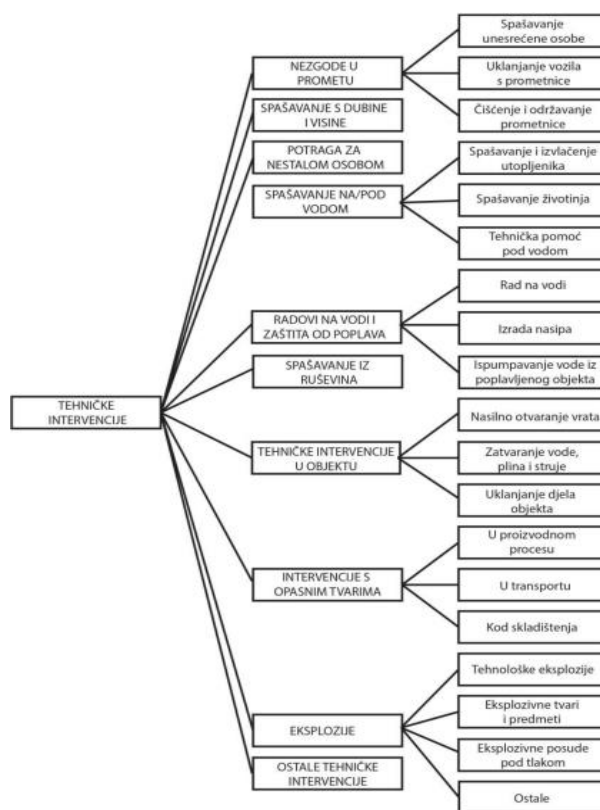 TEHNIČKE
INTERVENCIJE
NEZGODE U
PROMETU
Spašavanje
unesrećene osobe
Uklanjanje vozila
s prometnice
Čišćenje i održavanje
prometnice
SPAŠAVANJE S DUBINE
I VISINE
POTRAGA ZA
NESTALOM OSOBOM
SPAŠAVANJE NA/POD
VODOM
Spašavanje i izvlačenje
utopljenika
Spašavanje životinja
Tehnička pomoć
pod vodom
RADOVI NA VODI I
ZAŠTITA OD POPLAVA
Rad na vodi
Izrada nasipa
Ispumpavanje vode iz
poplavljenog objekta
SPAŠAVANJE IZ
RUŠEVINA
TEHNIČKE INTERVENCIJE
U OBJEKTU
Nasilno otvaranje vrata
Zatvaranje vode,
plina i struje
Uklanjanje djela
objekta
INTERVENCIJE S
OPASNIM TVARIMA
U proizvodnom
procesu
U transportu
Kod skladištenja
EKSPLOZIJE
Tehnološke eksplozije
Eksplozivne tvari
i predmeti
Eksplozivne posude
pod tlakom
Ostale
OSTALE TEHNIČKE
INTERVENCIJE